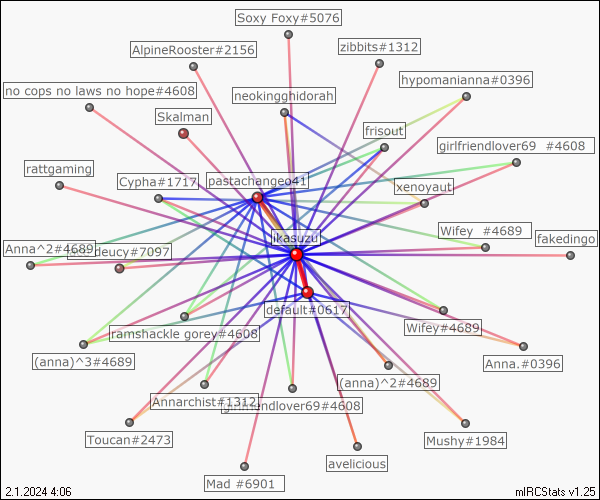 Soxy Foxy#5076
AlpineRooster#2156
zibbits#1312
hypomanianna#0396
no cops no laws no hope#4608
neokingghidorah
Skalman
frisout
girlfriendlover69 #4608
rattgaming
Cypha#1717
pastachangeo41
xenoyaut
Wifey #4689
ikasuzu
fakedingo
Anna^2#4689
deucy#7097
default#0617
ramshackle gorey#4608
Wifey#4689
(anna)^3#4689
Anna.#0396
(anna)^2#4689
Annarchist#1312
girlfriendlover69#4608
Toucan#2473
Mushy#1984
avelicious
Mad #6901
2.1.2024 4:06
mIRCStats v1.25